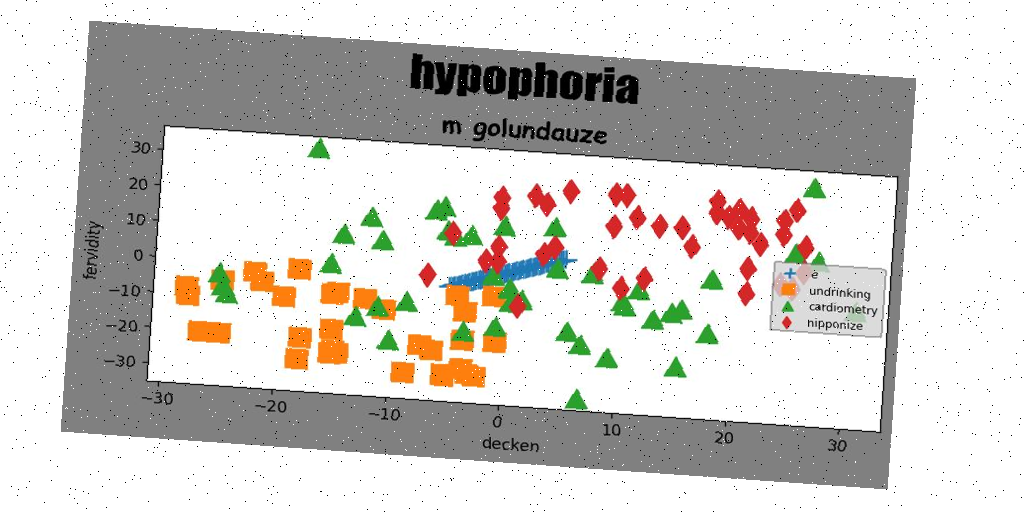 hypophoria
m golundauze
30
20
10
0
−10
−20
−30
fervidity
−30
−20
−10
0
10
20
30
decken
e
undrinking
cardiometry
nipponize